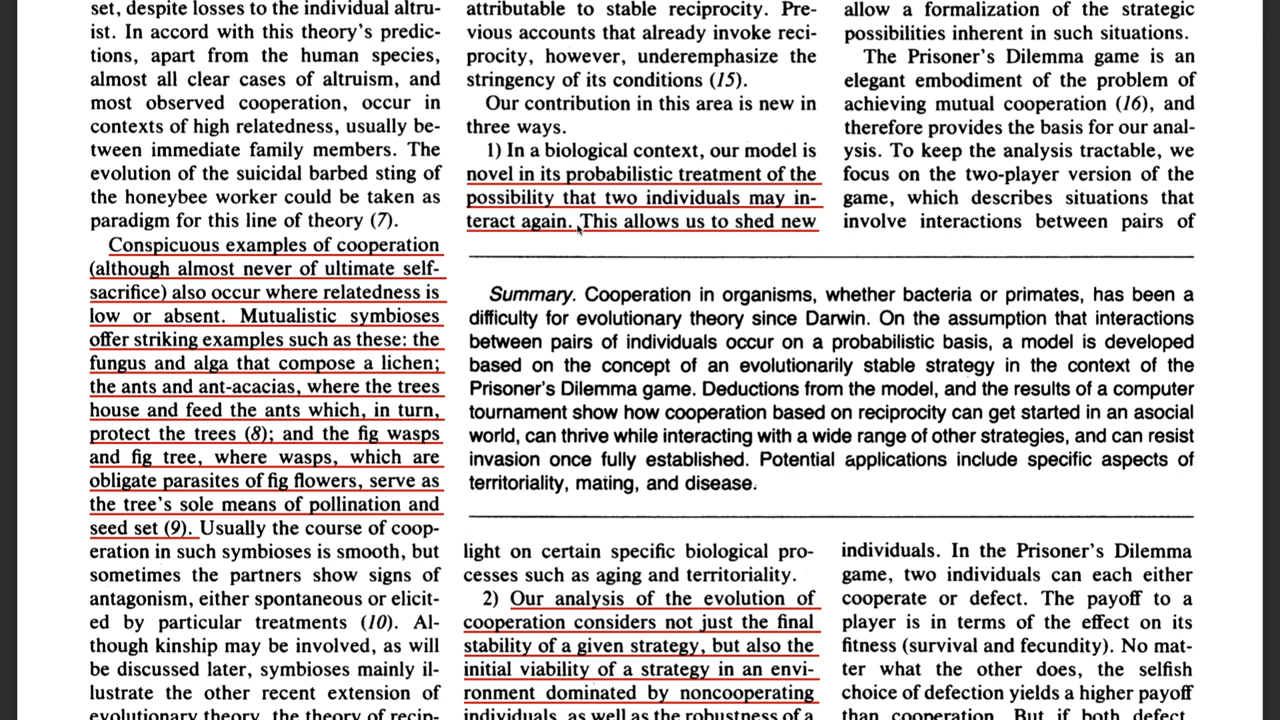 set, despite losses to the individual altru-
ist. In accord with this theory's predic-
tions, apart from the human species,
almost all clear cases of altruism, and
most observed cooperation, occur in
contexts of high relatedness, usually be-
tween immediate family members. The
evolution of the suicidal barbed sting of
the honeybee worker could be taken as
paradigm for this line of theory (7).
Conspicuous examples of cooperation
(although almost never of ultimate self-
sacrifice) also occur where relatedness is
low or absent. Mutualistic symbioses
offer striking examples such as these: the
fungus and alga that compose a lichen;
the ants and ant-acacias, where the trees
house and feed the ants which, in turn,
protect the trees (8); and the fig wasps
and fig tree, where wasps, which are
obligate parasites of fig flowers, serve as
the tree's sole means of pollination and
seed set (9). Usually the course of coop-
eration in such symbioses is smooth, but
sometimes the partners show signs of
antagonism, either spontaneous or elicit-
ed by particular treatments (10). Al-
though kinship may be involved, as will
be discussed later, symbioses mainly il-
lustrate the other recent extension of
evolutionary theory, the theory of recip-
attributable to stable reciprocity. Pre-
vious accounts that already invoke reci-
procity, however, underemphasize the
stringency of its conditions (15).
Our contribution in this area is new in
three ways.
1) In a biological context, our model is
novel in its probabilistic treatment of the
possibility that two individuals may in-
teract again. This allows us to shed new
allow a formalization of the strategic
possibilities inherent in such situations.
The Prisoner's Dilemma game is an
elegant embodiment of the problem of
achieving mutual cooperation (16), and
therefore provides the basis for our anal-
ysis. To keep the analysis tractable, we
focus on the two-player version of the
game, which describes situations that
involve interactions between pairs of
Summary. Cooperation in organisms, whether bacteria or primates, has been a
difficulty for evolutionary theory since Darwin. On the assumption that interactions
between pairs of individuals occur on a probabilistic basis, a model is developed
based on the concept of an evolutionarily stable strategy in the context of the
Prisoner's Dilemma game. Deductions from the model, and the results of a computer
tournament show how cooperation based on reciprocity can get started in an asocial
world, can thrive while interacting with a wide range of other strategies, and can resist
invasion once fully established. Potential applications include specific aspects of
territoriality, mating, and disease.
light on certain specific biological pro-
cesses such as aging and territoriality.
2) Our analysis of the evolution of
cooperation considers not just the final
stability of a given strategy, but also the
initial viability of a strategy in an envi-
ronment dominated by noncooperating
individuals, as well as the robustness of a
individuals. In the Prisoner's Dilemma
game, two individuals can each either
cooperate or defect. The payoff to a
player is in terms of the effect on its
fitness (survival and fecundity). No mat-
ter what the other does, the selfish
choice of defection yields a higher payoff
than cooperation. But if both defect,